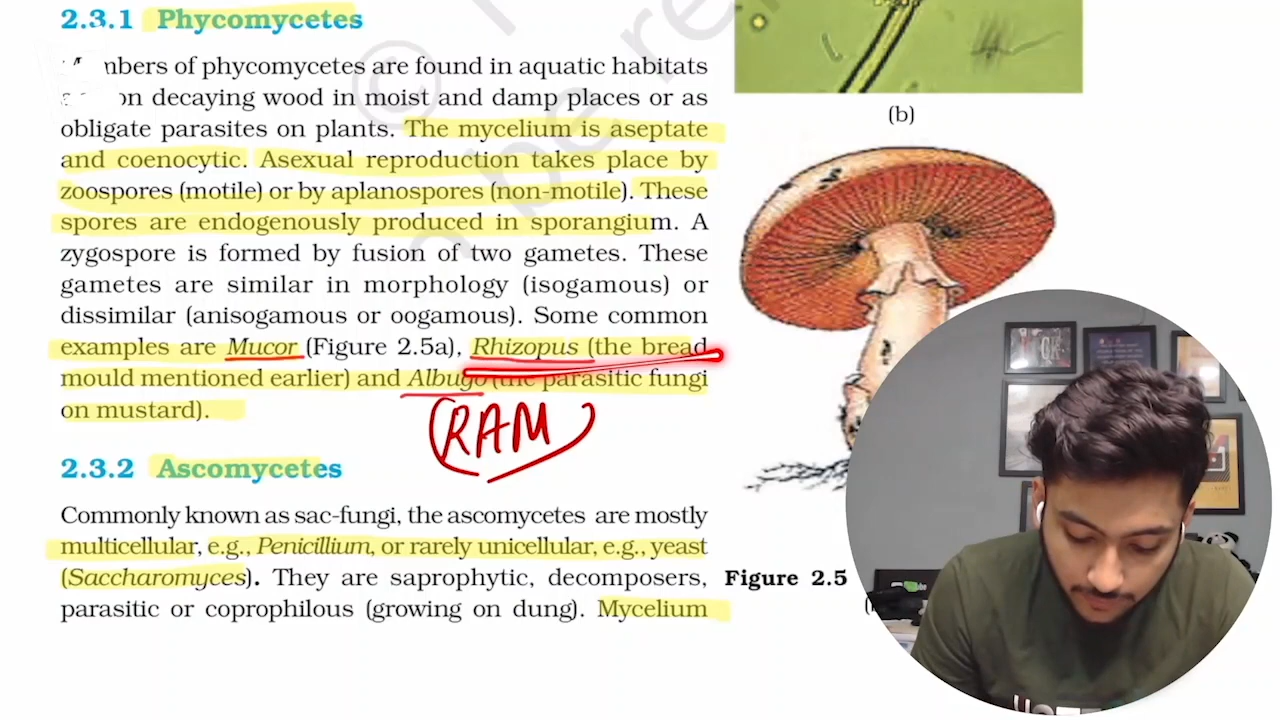 2.3.1 Phycomycetes
of phycomycetes are found in aquatic habitats
on decaying wood in moist and damp places or as
obligate parasites on plants. The mycelium is aseptate
and coenocytic. Asexual reproduction takes place by
zoospores (motile) or by aplanospores (non-motile). These
spores are endogenously produced in sporangium. A
zygospore is formed by fusion of two gametes. These
gametes are similar in morphology (isogamous) or
dissimilar (anisogamous or oogamous). Some common
examples are Mucor (Figure 2.5a), Rhizopus (the bread
mould mentioned earlier) and Albugo (the parasitic fungi
on mustard).
RAM
2.3.2 Ascomycetes
Commonly known as sac-fungi, the ascomycetes are mostly
multicellular, e.g., Penicillium, or rarely unicellular, e.g., yeast
(Saccharomyces). They are saprophytic, decomposers,
parasitic or coprophilous (growing on dung). Mycelium
(b)
Figure 2.5